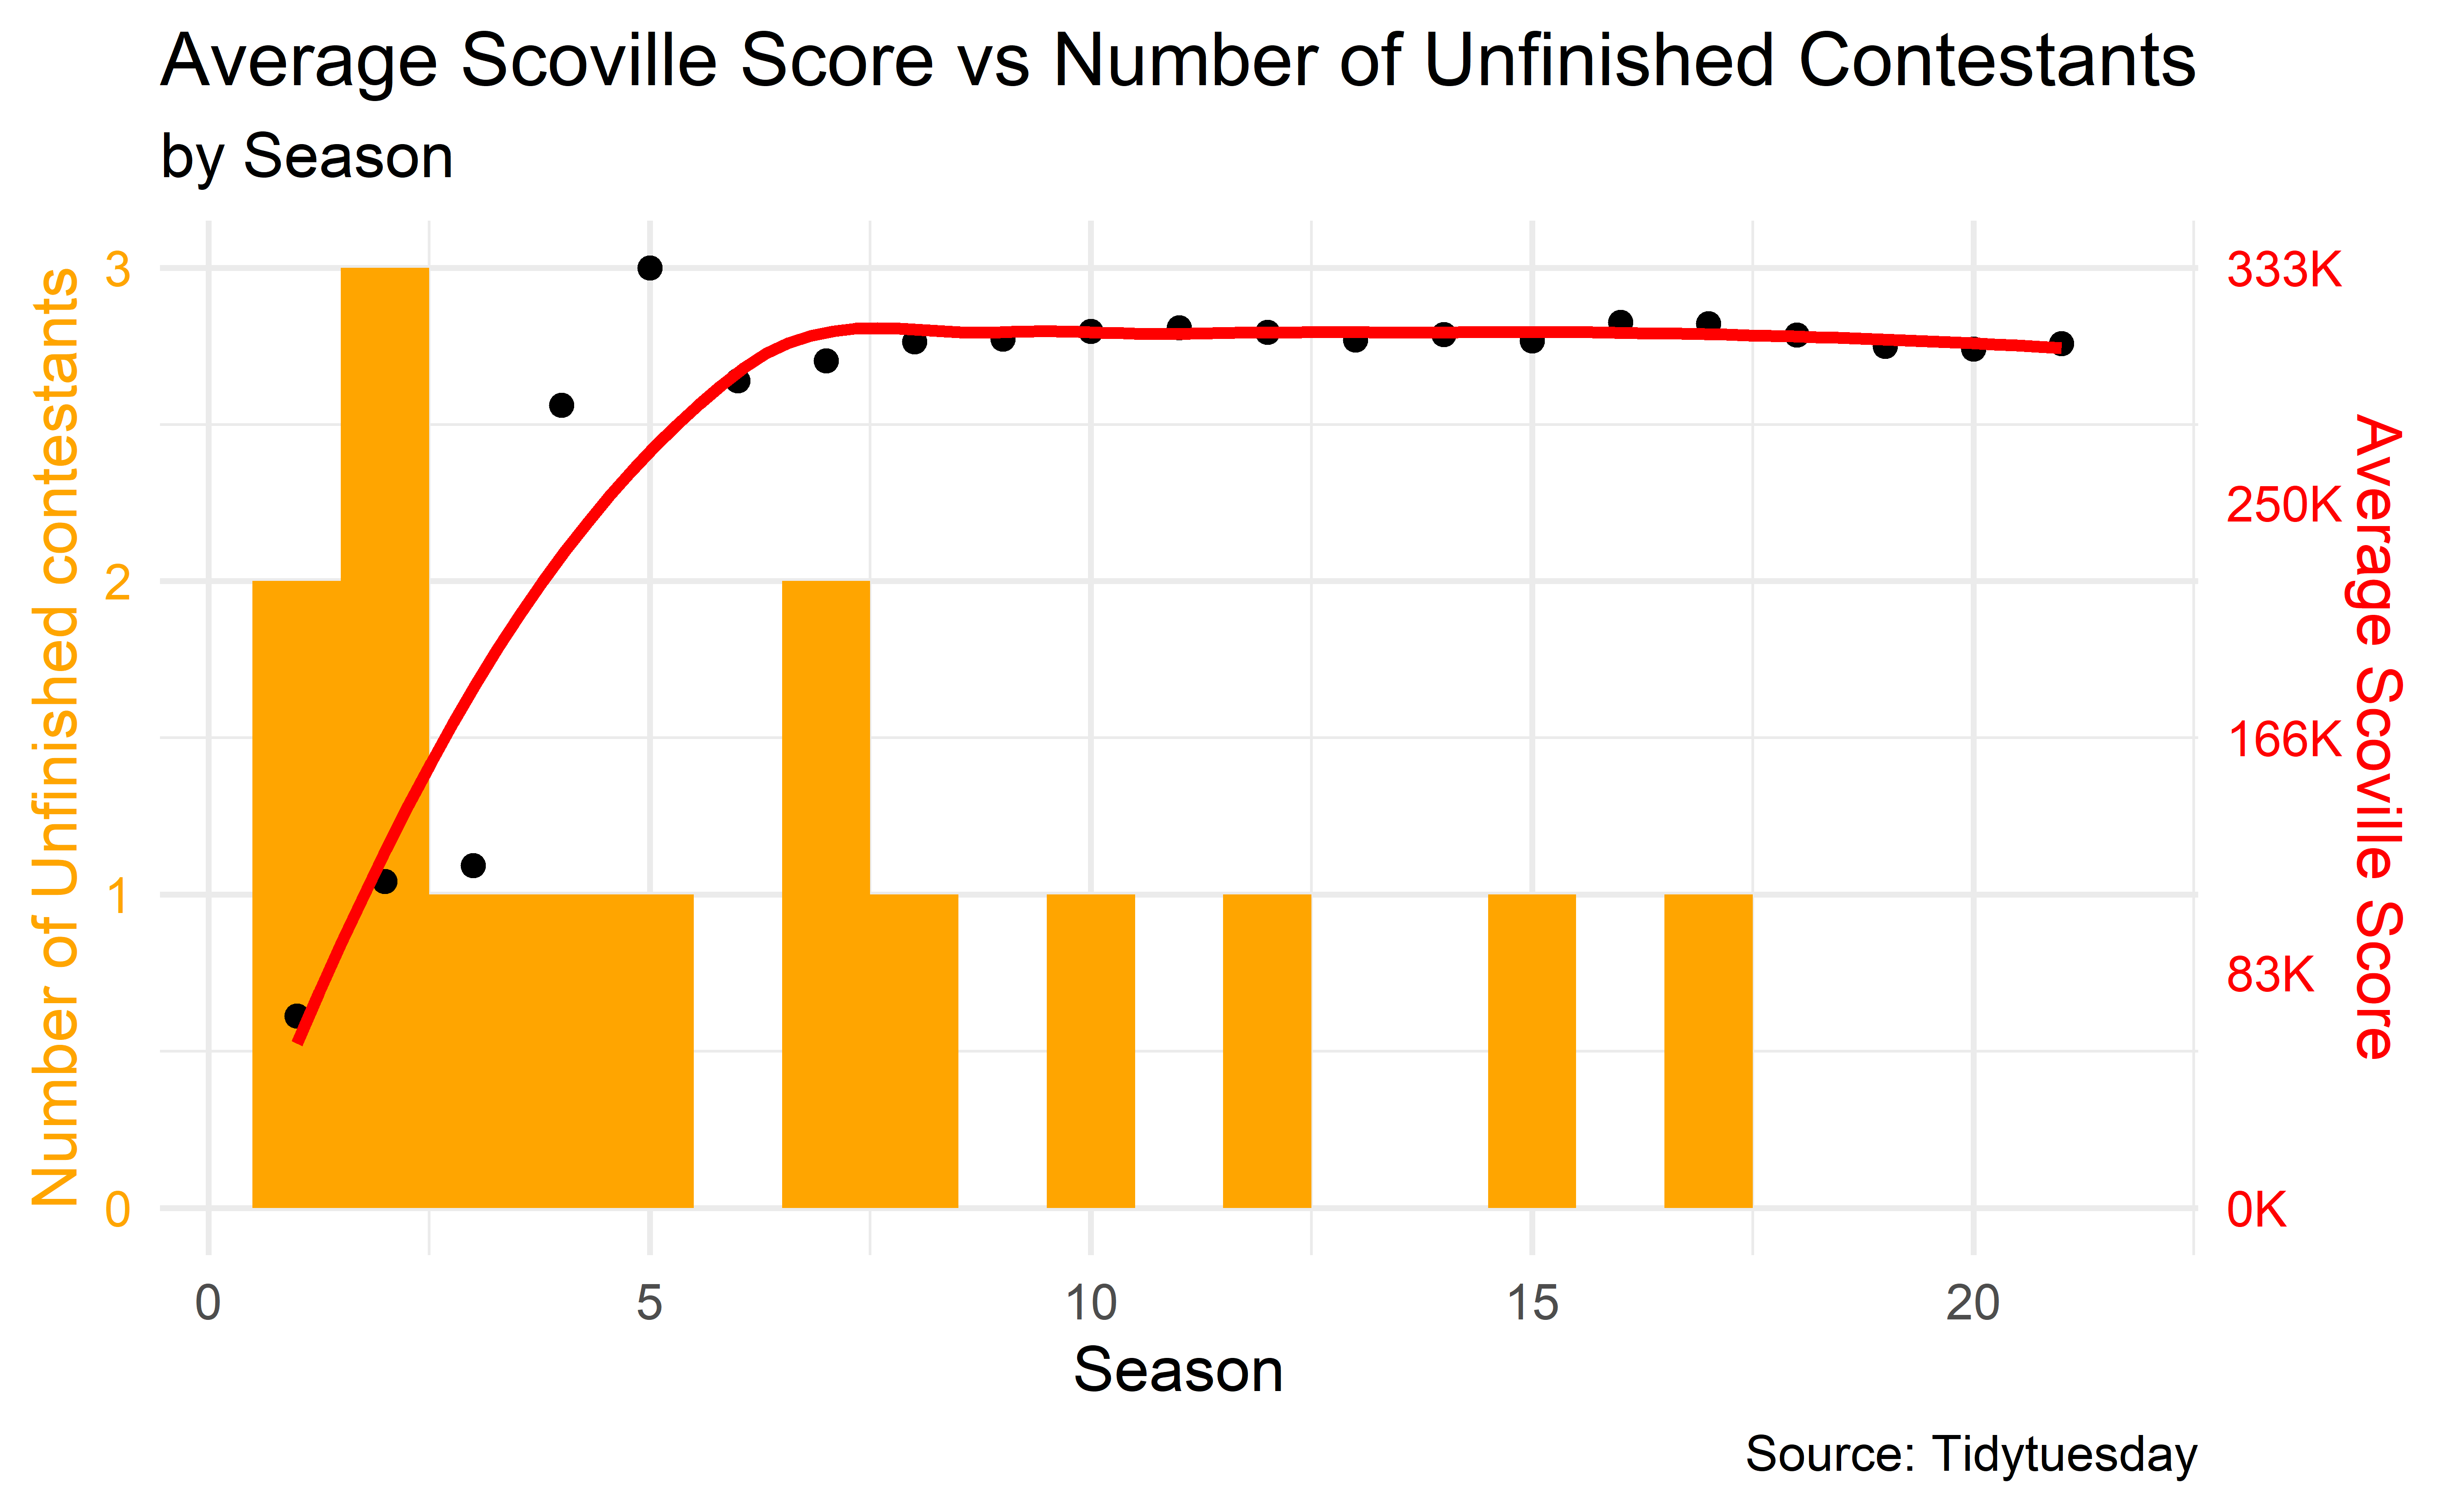 Average Scoville Score vs Number of Unfinished Contestants
by Season
Number of Unfinished contestants
3
2
1
0
333K
250K
166K
83K
0K
Average Scoville Score
0 5 10 15 20
Season
Source: Tidytuesday